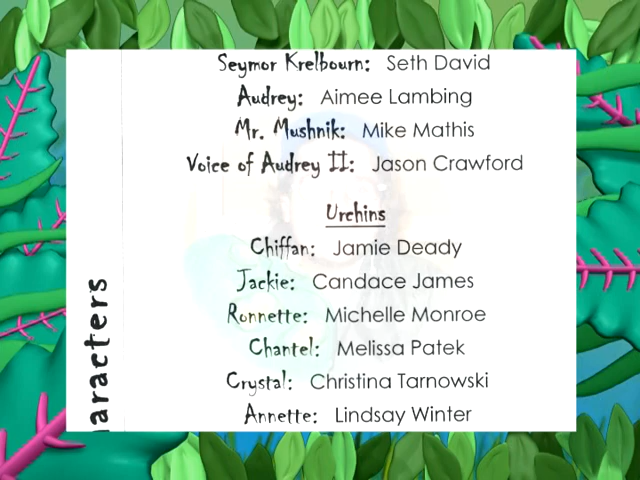 Seymor Krelbourn: Seth David
Audrey: Aimee Lambing
Mr. Mushnik: Mike Mathis
Voice of Audrey II: Jason Crawford
Urchins
Chiffan: Jamie Deady
Jackie: Candace James
Ronnette: Michelle Monroe
Chantel: Melissa Patek
Crystal: Christina Tarnowski
Annette: Lindsay Winter
aracters